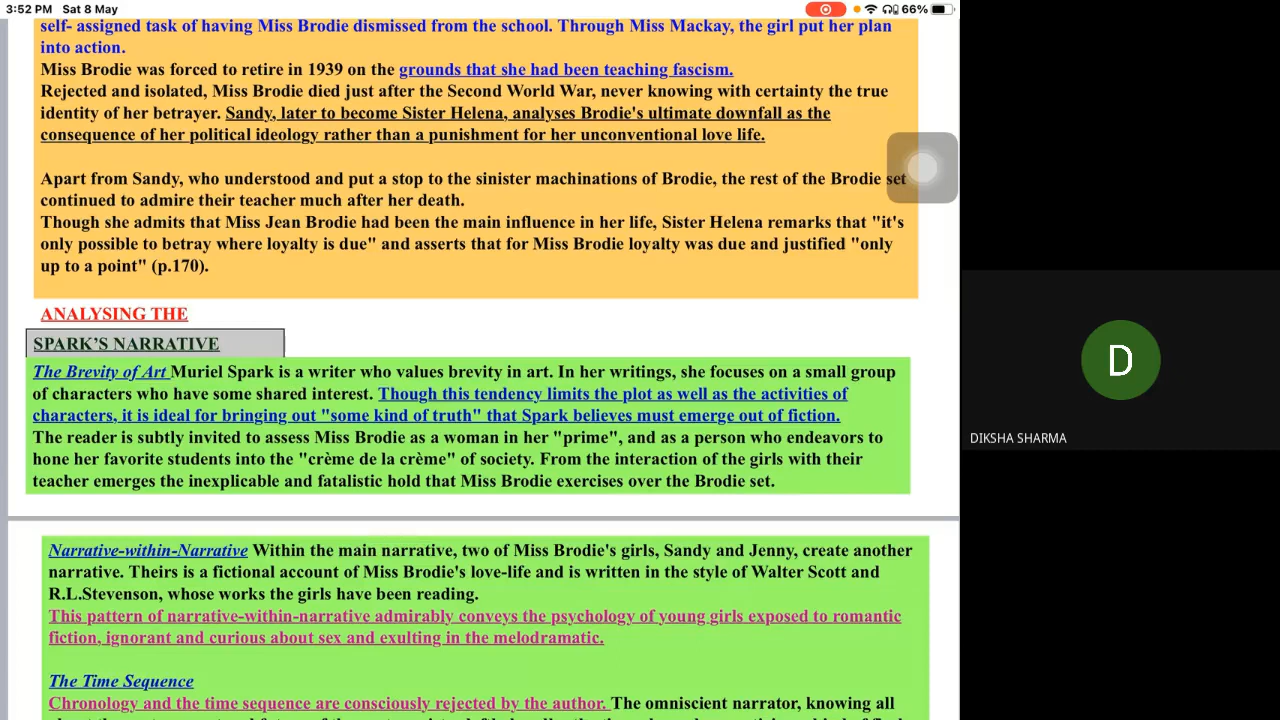 3:52 PM Sat 8 May
66%
self- assigned task of having Miss Brodie dismissed from the school. Through Miss Mackay, the girl put her plan
into action.
Miss Brodie was forced to retire in 1939 on the grounds that she had been teaching fascism.
Rejected and isolated, Miss Brodie died just after the Second World War, never knowing with certainty the true
identity of her betrayer. Sandy, later to become Sister Helena, analyses Brodie's ultimate downfall as the
consequence of her political ideology rather than a punishment for her unconventional love life.
Apart from Sandy, who understood and put a stop to the sinister machinations of Brodie, the rest of the Brodie set
continued to admire their teacher much after her death.
Though she admits that Miss Jean Brodie had been the main influence in her life, Sister Helena remarks that "it's
only possible to betray where loyalty is due" and asserts that for Miss Brodie loyalty was due and justified "only
up to a point" (p.170).
ANALYSING THE
SPARK'S NARRATIVE
The Brevity of Art Muriel Spark is a writer who values brevity in art. In her writings, she focuses on a small group
of characters who have some shared interest. Though this tendency limits the plot as well as the activities of
characters, it is ideal for bringing out "some kind of truth" that Spark believes must emerge out of fiction.
The reader is subtly invited to assess Miss Brodie as a woman in her "prime", and as a person who endeavors to
hone her favorite students into the "crème de la crème" of society. From the interaction of the girls with their
teacher emerges the inexplicable and fatalistic hold that Miss Brodie exercises over the Brodie set.
Narrative-within-Narrative Within the main narrative, two of Miss Brodie's girls, Sandy and Jenny, create another
narrative. Theirs is a fictional account of Miss Brodie's love-life and is written in the style of Walter Scott and
R.L.Stevenson, whose works the girls have been reading.
This pattern of narrative-within-narrative admirably conveys the psychology of young girls exposed to romantic
fiction, ignorant and curious about sex and exulting in the melodramatic.
The Time Sequence
Chronology and the time sequence are consciously rejected by the author. The omniscient narrator, knowing all
D
DIKSHA SHARMA